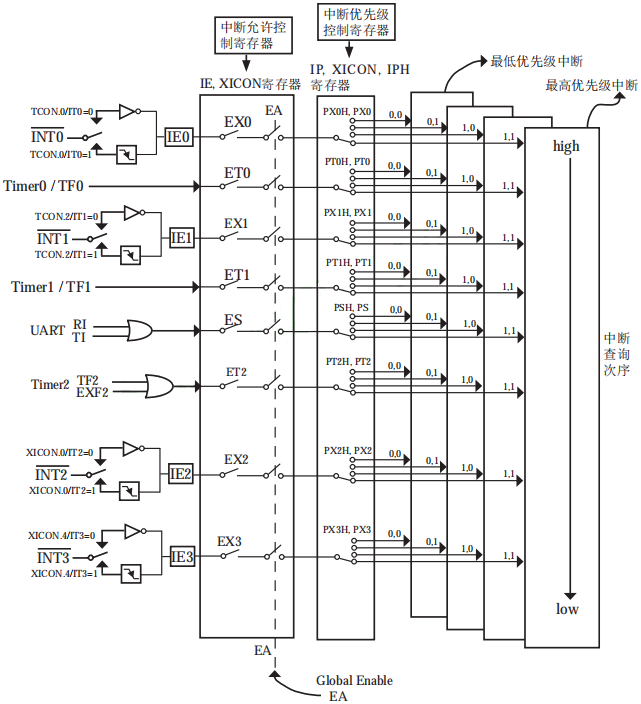 中断允许控
制寄存器
中断优先级
控制寄存器
最低优先级中断
最高优先级中断
IE, XICON寄存器
IP, XICON, IPH
寄存器
TCON.0/IT0=0
INT0
TCON.0/IT0=1
IE0
EX0
EA
PX0H, PX0
0,0
0,1
1,0
1,1
high
Timer0 / TF0
ET0
PT0H, PT0
0,0
0,1
1,0
1,1
TCON.2/IT1=0
INT1
TCON.2/IT1=1
IE1
EX1
PX1H, PX1
0,0
0,1
1,0
1,1
Timer1 / TF1
ET1
PT1H, PT1
0,0
0,1
1,0
1,1
UART
RI
TI
ES
PSH, PS
0,0
0,1
1,0
1,1
中断
查询
次序
Timer2
TF2
EXF2
ET2
PT2H, PT2
0,0
0,1
1,0
1,1
XICON.0/IT2=0
INT2
XICON.0/IT2=1
IE2
EX2
PX2H, PX2
0,0
0,1
1,0
1,1
XICON.4/IT3=0
INT3
XICON.4/IT3=1
IE3
EX3
PX3H, PX3
0,0
0,1
1,0
1,1
low
EA
Global Enable
EA